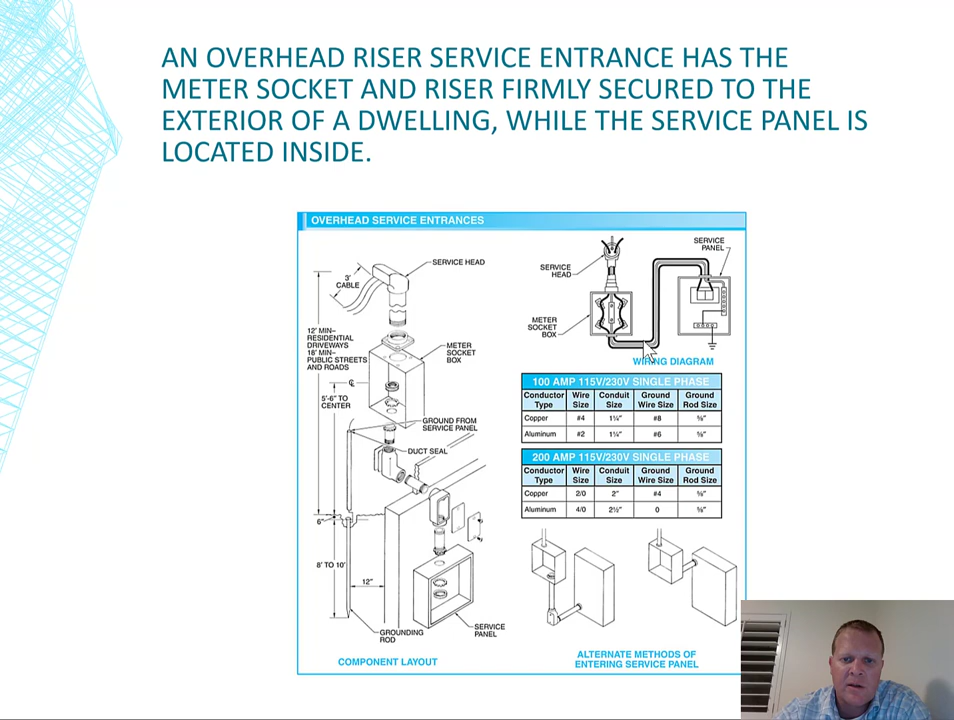 AN OVERHEAD RISER SERVICE ENTRANCE HAS THE
METER SOCKET AND RISER FIRMLY SECURED TO THE
EXTERIOR OF A DWELLING, WHILE THE SERVICE PANEL IS
LOCATED INSIDE.
OVERHEAD SERVICE ENTRANCES
SERVICE HEAD
3'
CABLE
12' MIN–
RESIDENTIAL
DRIVEWAYS
18' MIN–
PUBLIC STREETS
AND ROADS
METER
SOCKET
BOX
℄
5'-6" TO
CENTER
GROUND FROM
SERVICE PANEL
DUCT SEAL
6"
8' TO 10'
12"
GROUNDING
ROD
SERVICE
PANEL
COMPONENT LAYOUT
SERVICE
PANEL
SERVICE
HEAD
METER
SOCKET
BOX
WIRING DIAGRAM
100 AMP 115V/230V SINGLE PHASE
Conductor Type Wire Size Conduit Size Ground Wire Size Ground Rod Size
Copper #4 1¼" #8 ⅝"
Aluminum #2 1¼" #6 ⅝"
200 AMP 115V/230V SINGLE PHASE
Conductor Type Wire Size Conduit Size Ground Wire Size Ground Rod Size
Copper 2/0 2" #4 ⅝"
Aluminum 4/0 2½" 0 ⅝"
ALTERNATE METHODS OF
ENTERING SERVICE PANEL